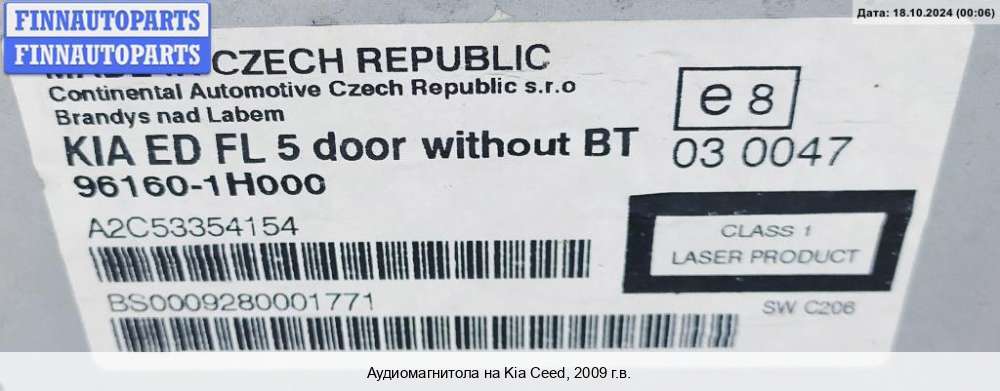 FINNAUTOPARTS
FINNAUTOPARTS
Дата: 18.10.2024 (00:06)
MADE IN CZECH REPUBLIC
Continental Automotive Czech Republic s.r.o
Brandys nad Labem
KIA ED FL 5 door without BT
96160-1H000
e 8
03 0047
A2C53354154
CLASS 1
LASER PRODUCT
BS0009280001771
SW C206
Аудиомагнитола на Kia Ceed, 2009 г.в.